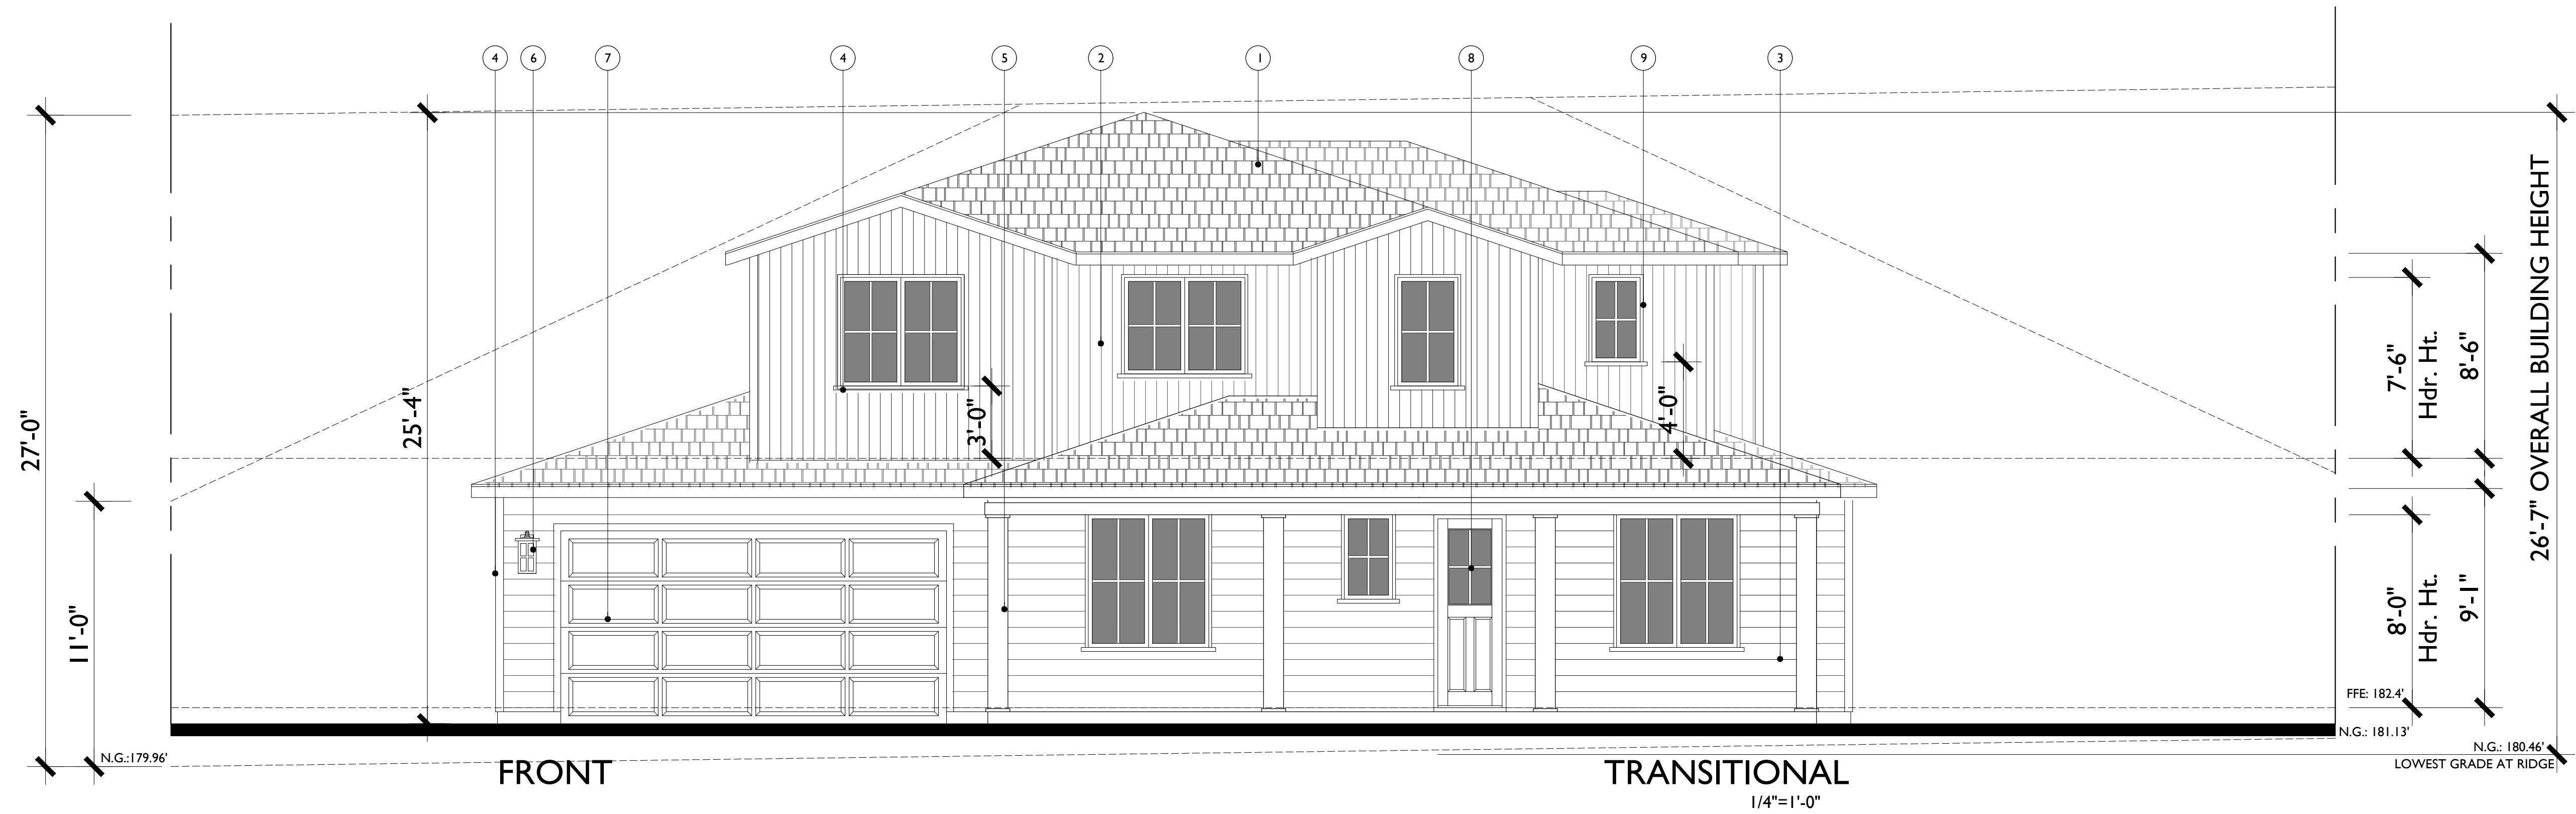 4
6
7
4
5
2
1
8
9
3
27'-0"
11'-0"
25'-4"
3'-0"
4'-0"
7'-6"
Hdr. Ht.
8'-6"
8'-0"
Hdr. Ht.
9'-1"
26'-7" OVERALL BUILDING HEIGHT
FFE: 182.4'
N.G.: 181.13'
N.G.: 180.46'
LOWEST GRADE AT RIDGE
N.G.:179.96'
FRONT
TRANSITIONAL
1/4"=1'-0"